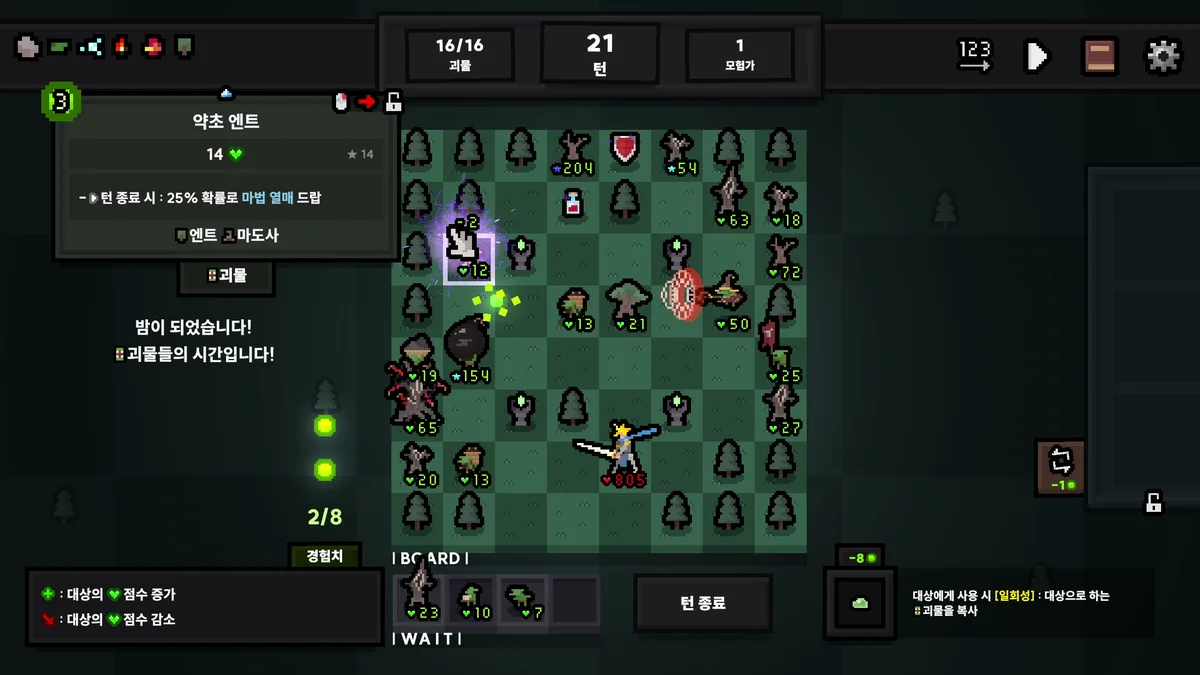 16/16
괴물
21
턴
1
모험가
123
3
약초 엔트
14
★ 14
턴 종료 시 : 25% 확률로 마법 열매 드랍
엔트 마도사
괴물
밤이 되었습니다!
괴물들의 시간입니다!
2/8
경험치
: 대상의 점수 증가
: 대상의 점수 감소
204
54
63
18
-2
12
72
13
21
50
19
154
25
65
27
20
13
805
|BOARD|
23
10
7
|WAIT|
턴 종료
-1
-8
대상에게 사용 시 [일회성] : 대상으로 하는
괴물을 복사